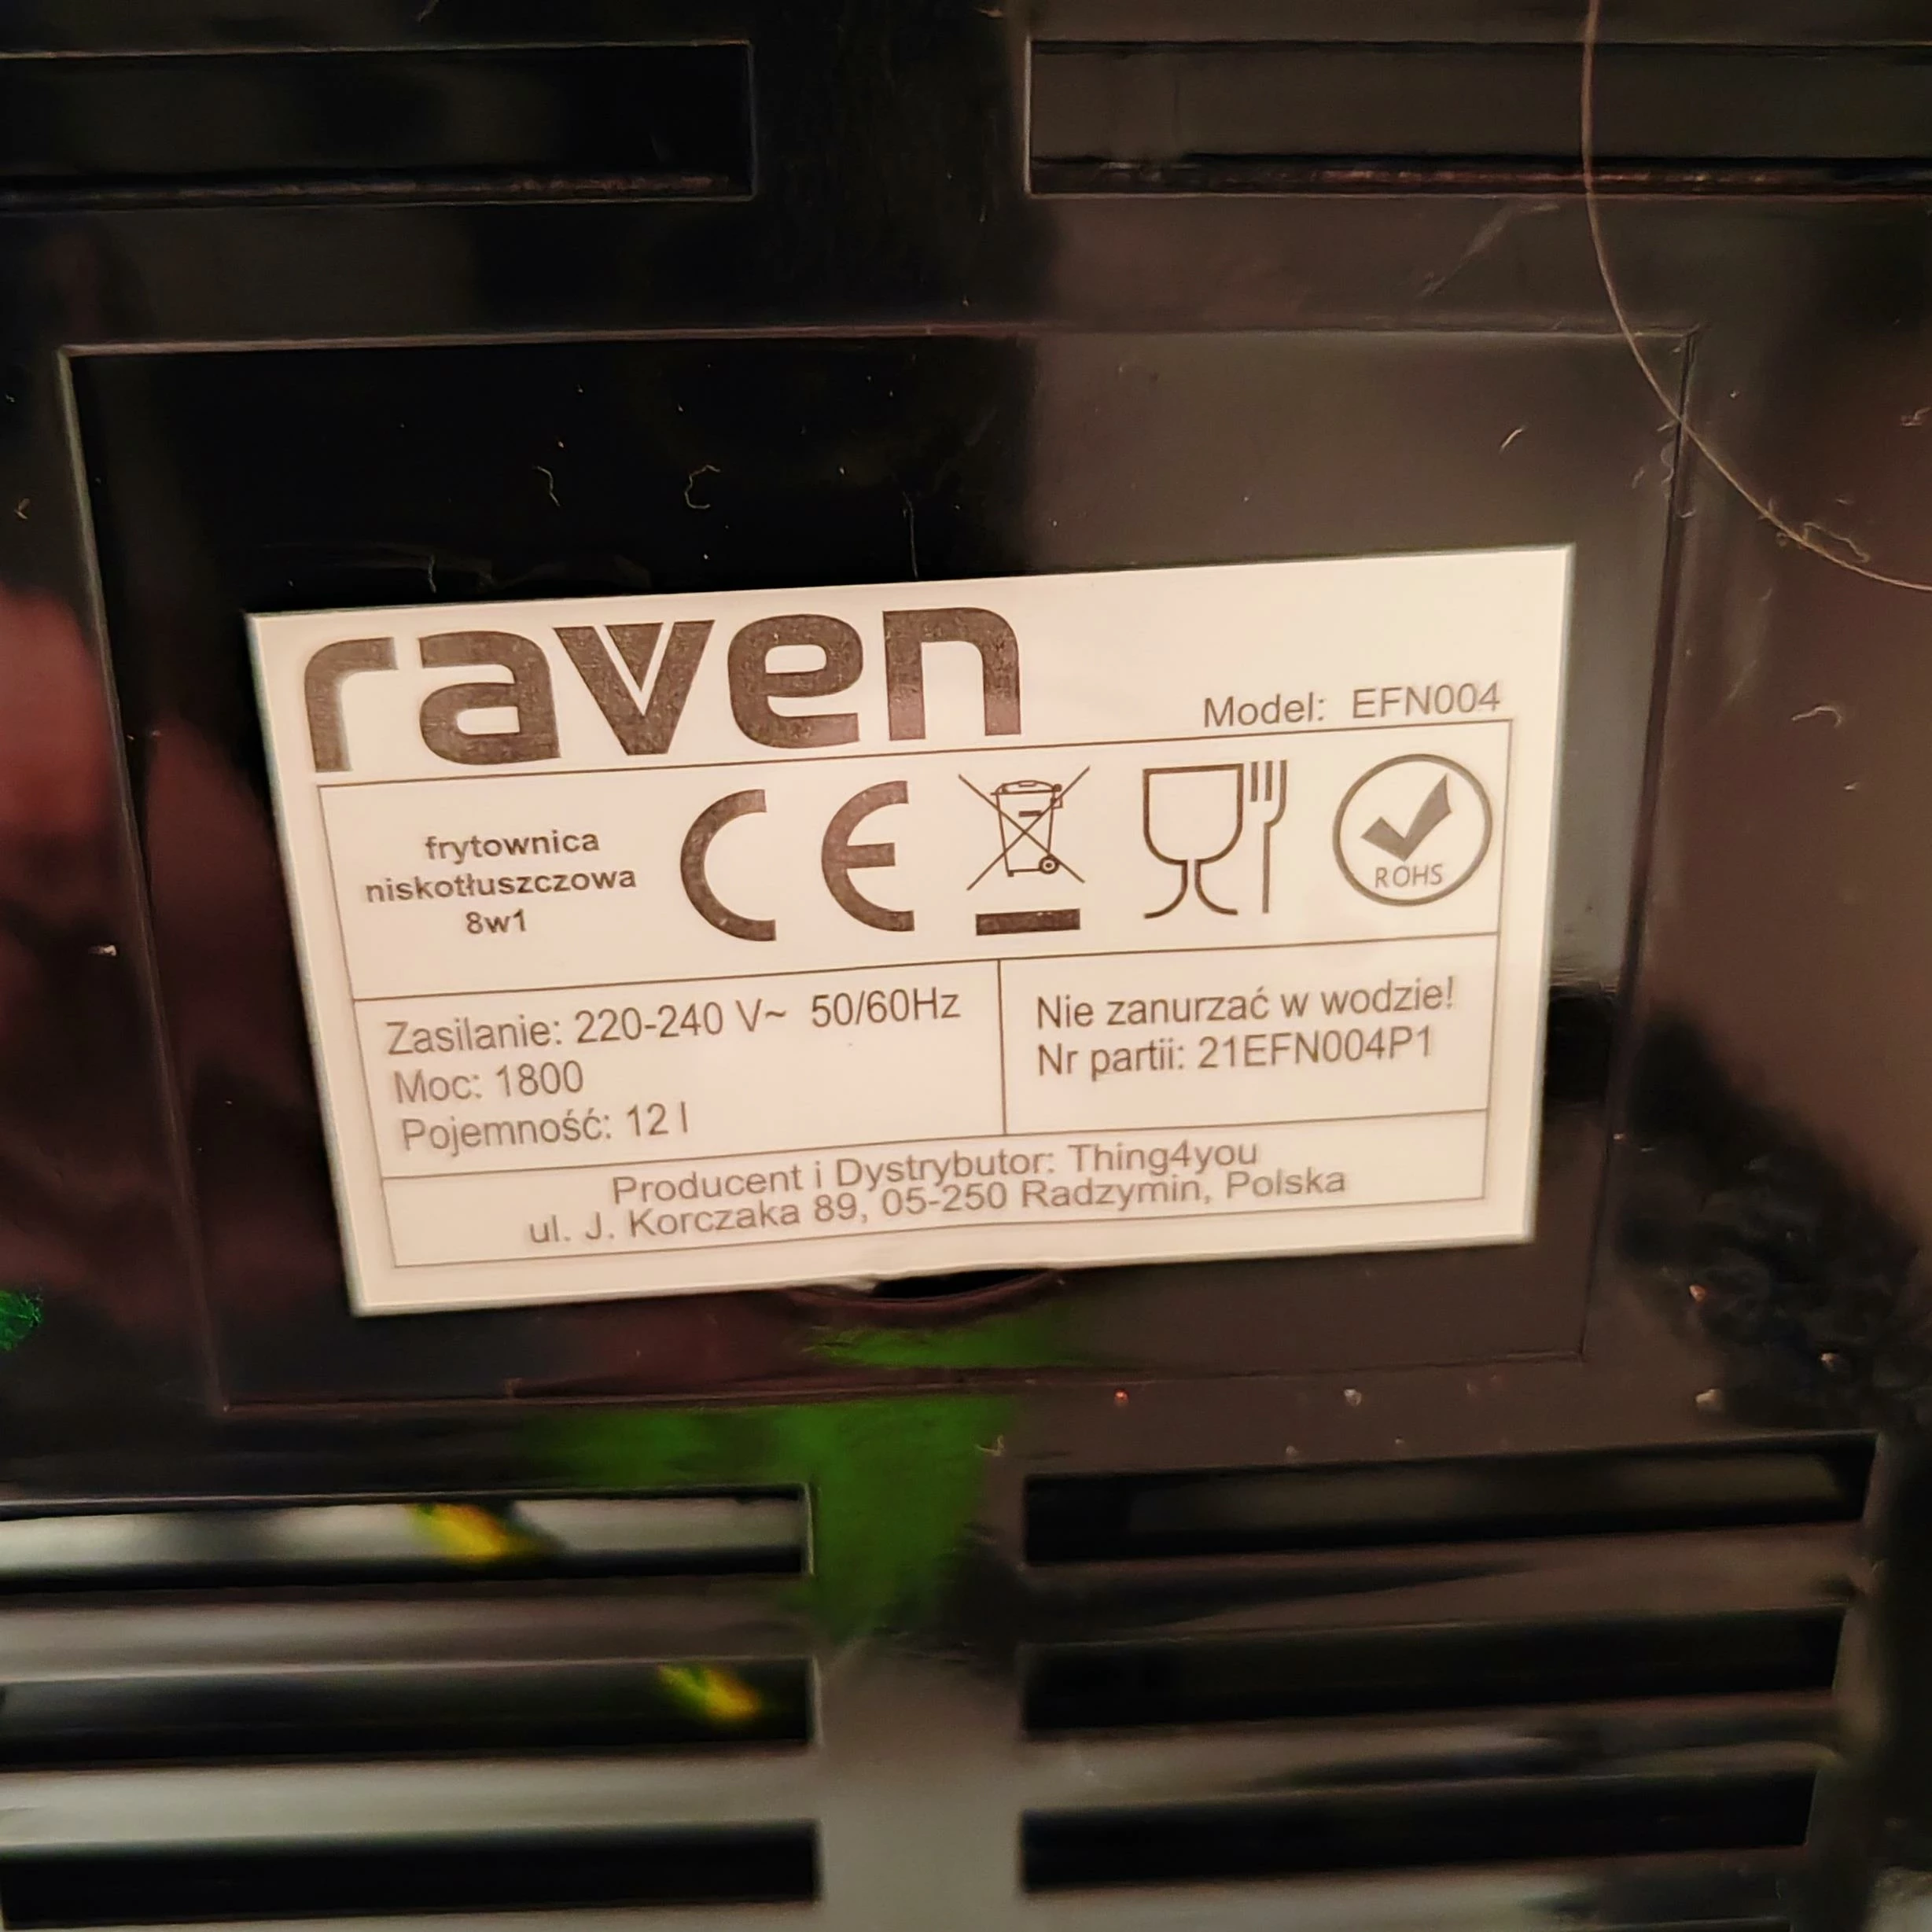 raven
Model: EFN004
frytownica
niskotłuszczowa
8w1
CE
ROHS
Zasilanie: 220-240 V~ 50/60Hz
Moc: 1800
Pojemność: 12 l
Nie zanurzać w wodzie!
Nr partii: 21EFN004P1
Producent i Dystrybutor: Thing4you
ul. J. Korczaka 89, 05-250 Radzymin, Polska